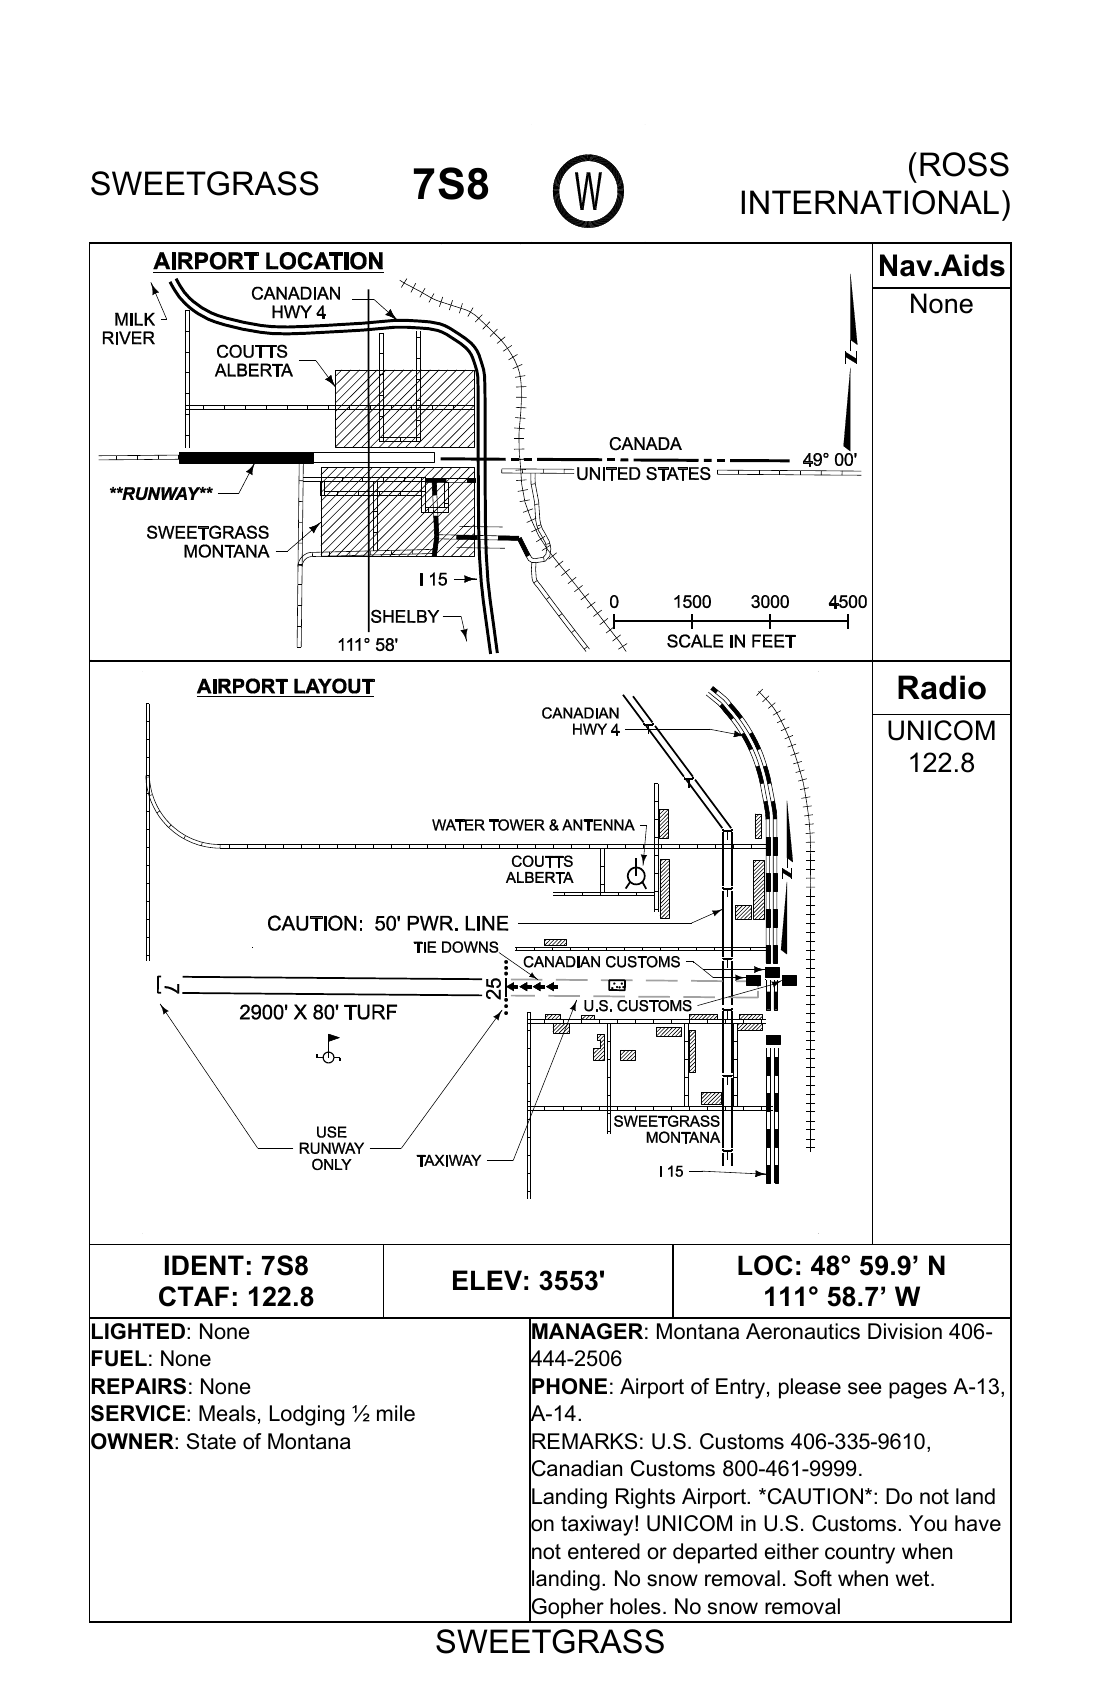 SWEETGRASS
7S8
W
(ROSS
INTERNATIONAL)
AIRPORT LOCATION
CANADIAN
HWY 4
MILK
RIVER
COUTTS
ALBERTA
CANADA
49° 00'
UNITED STATES
**RUNWAY**
SWEETGRASS
MONTANA
I 15
SHELBY
111° 58'
0 1500 3000 4500
SCALE IN FEET
N
Nav.Aids
None
AIRPORT LAYOUT
CANADIAN
HWY 4
WATER TOWER & ANTENNA
COUTTS
ALBERTA
N
CAUTION: 50' PWR. LINE
TIE DOWNS
CANADIAN CUSTOMS
7
25
U.S. CUSTOMS
2900' X 80' TURF
USE
RUNWAY
ONLY
TAXIWAY
SWEETGRASS
MONTANA
I 15
Radio
UNICOM
122.8
IDENT: 7S8
CTAF: 122.8
ELEV: 3553'
LOC: 48° 59.9’ N
111° 58.7’ W
LIGHTED: None
FUEL: None
REPAIRS: None
SERVICE: Meals, Lodging ½ mile
OWNER: State of Montana
MANAGER: Montana Aeronautics Division 406-
444-2506
PHONE: Airport of Entry, please see pages A-13,
A-14.
REMARKS: U.S. Customs 406-335-9610,
Canadian Customs 800-461-9999.
Landing Rights Airport. *CAUTION*: Do not land
on taxiway! UNICOM in U.S. Customs. You have
not entered or departed either country when
landing. No snow removal. Soft when wet.
Gopher holes. No snow removal
SWEETGRASS